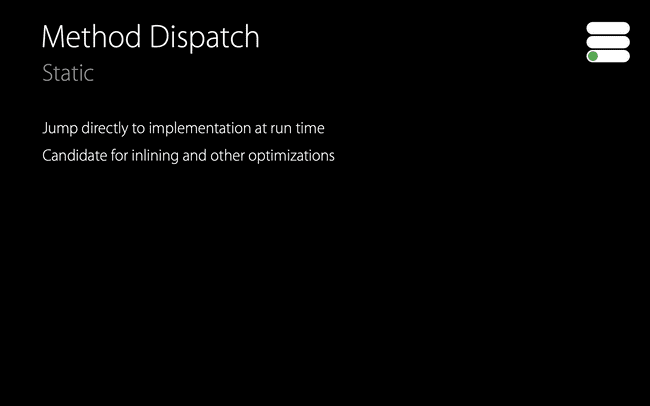 Method Dispatch
Static
Jump directly to implementation at run time
Candidate for inlining and other optimizations